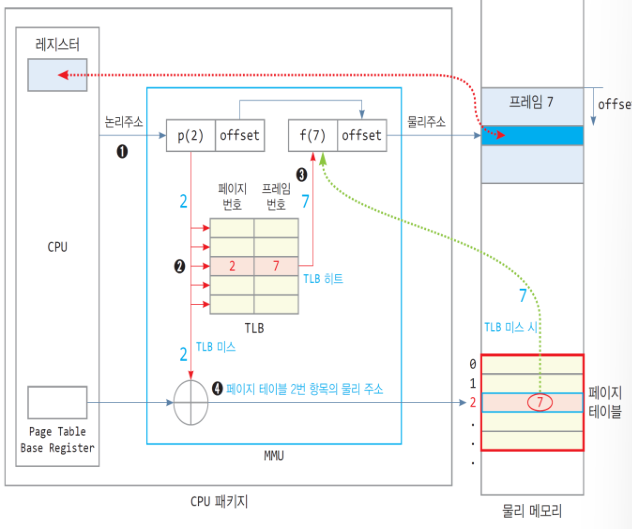 레지스터
논리주소
❶
p(2)
offset
f(7)
offset
물리주소
프레임 7
offset
❸
2
페이지
번호
프레임
번호
7
CPU
❷
2
7
TLB 히트
TLB
7
TLB 미스 시
2
TLB 미스
❹ 페이지 테이블 2번 항목의 물리 주소
0
1
2
7
.
.
.
페이지
테이블
Page Table
Base Register
MMU
CPU 패키지
물리 메모리